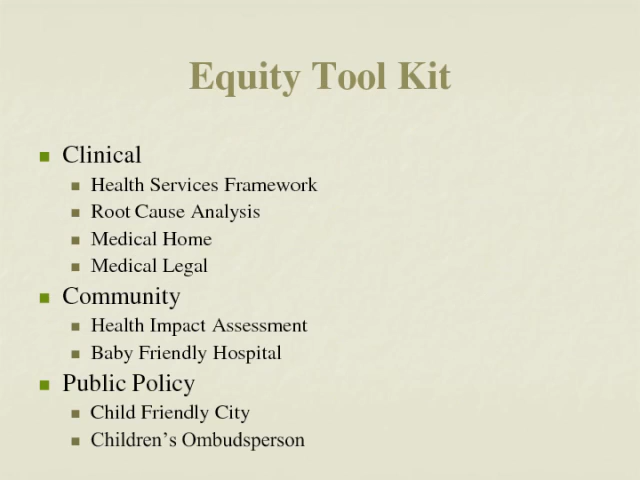 Equity Tool Kit
Clinical
Health Services Framework
Root Cause Analysis
Medical Home
Medical Legal
Community
Health Impact Assessment
Baby Friendly Hospital
Public Policy
Child Friendly City
Children’s Ombudsperson